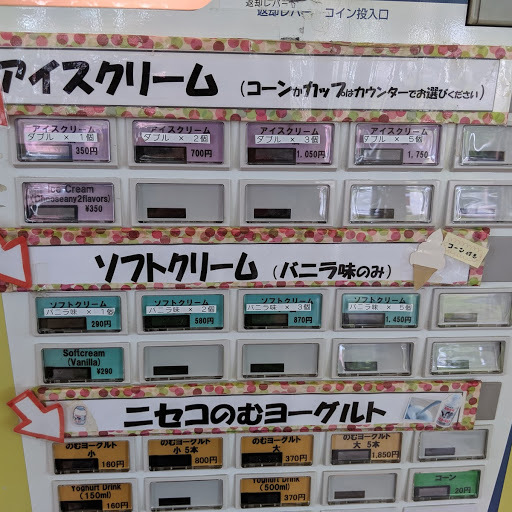 返却レバー コイン投入口
アイスクリーム (コーンかカップはカウンターでお選びください)
アイスクリーム
ダブル × 1個
350円
アイスクリーム
ダブル × 2個
700円
アイスクリーム
ダブル × 3個
1,050円
アイスクリーム
ダブル × 5個
1,750
Ice Cream
(Chooseany2flavors)
¥350
ソフトクリーム (バニラ味のみ)
コーン付き
ソフトクリーム
バニラ味 × 1個
290円
ソフトクリーム
バニラ味 × 2個
580円
ソフトクリーム
バニラ味 × 3個
870円
ソフトクリーム
バニラ味 × 5個
1,450円
Softcream
(Vanilla)
¥290
ニセコのむヨーグルト
のむヨーグルト
小
160円
のむヨーグルト
小 5本
800円
のむヨーグルト
大
370円
のむヨーグルト
大 5本
1,850円
Yoghurt Drink
(150ml)
160円
Yoghurt Drink
(500ml)
370円
コーン
20円